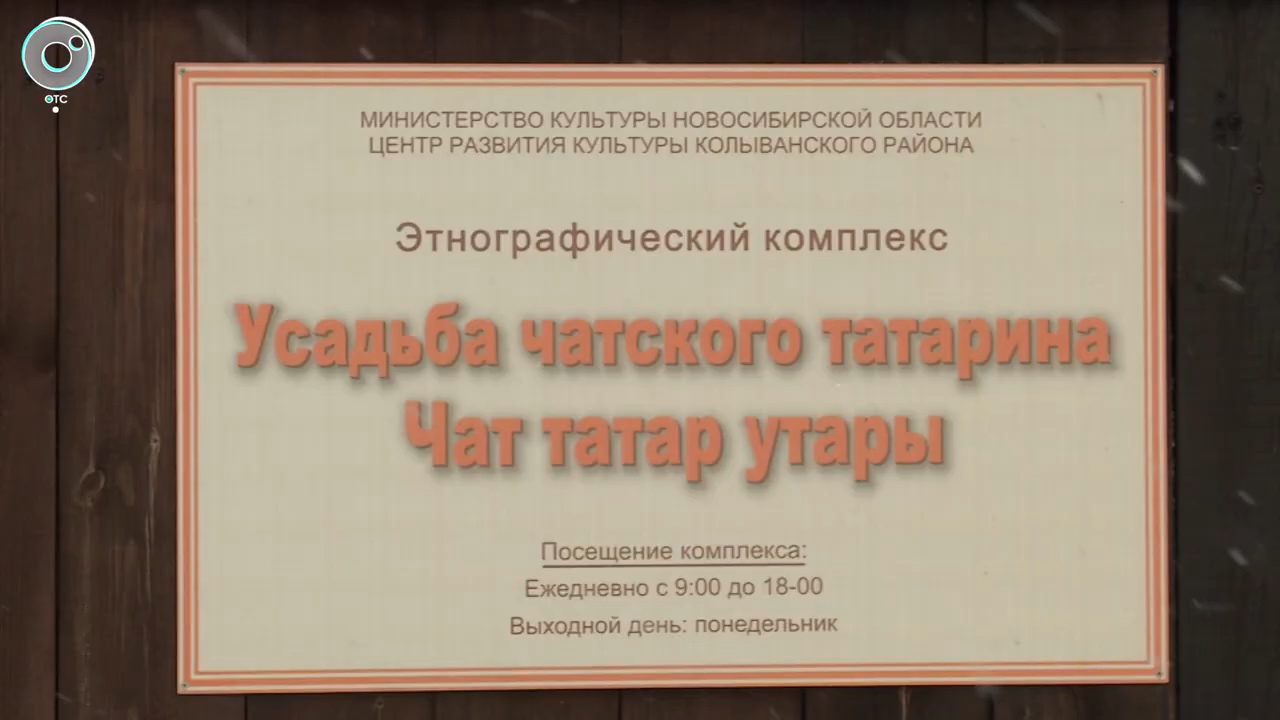 ОТС
МИНИСТЕРСТВО КУЛЬТУРЫ НОВОСИБИРСКОЙ ОБЛАСТИ
ЦЕНТР РАЗВИТИЯ КУЛЬТУРЫ КОЛЫВАНСКОГО РАЙОНА
Этнографический комплекс
Усадьба чатского татарина
Чат татар утары
Посещение комплекса:
Ежедневно с 9:00 до 18-00
Выходной день: понедельник